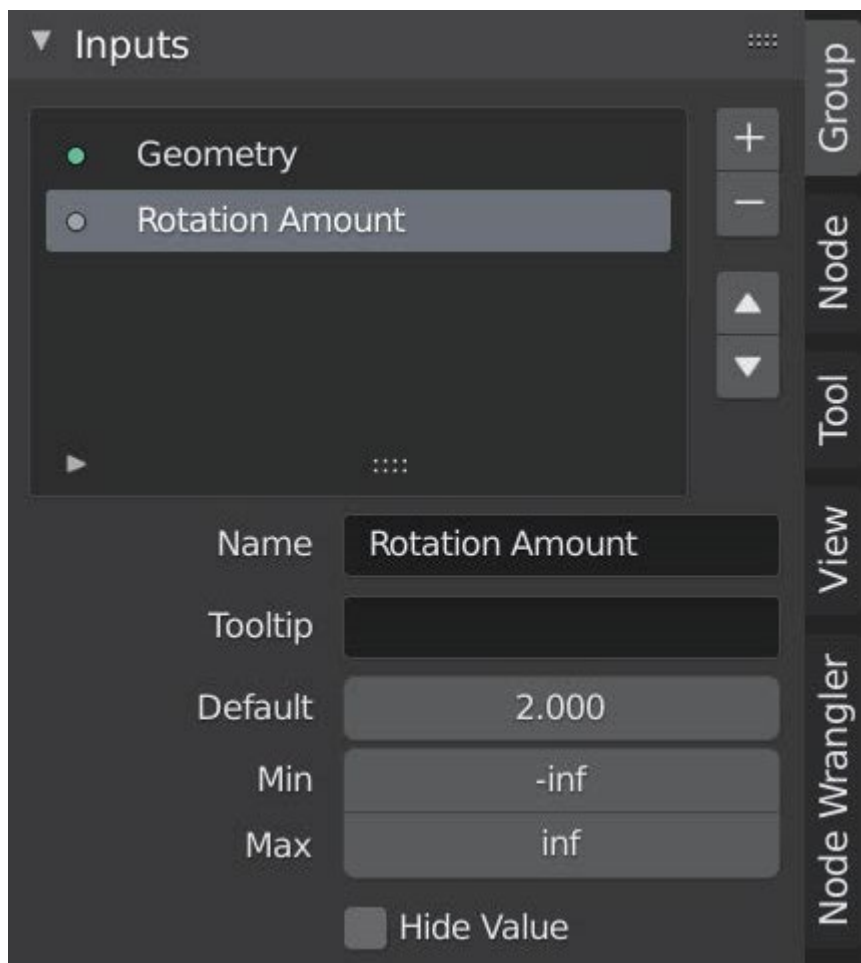 Inputs
Geometry
Rotation Amount
Name Rotation Amount
Tooltip
Default 2.000
Min -inf
Max inf
Hide Value
Group
Node
Tool
View
Node Wrangler